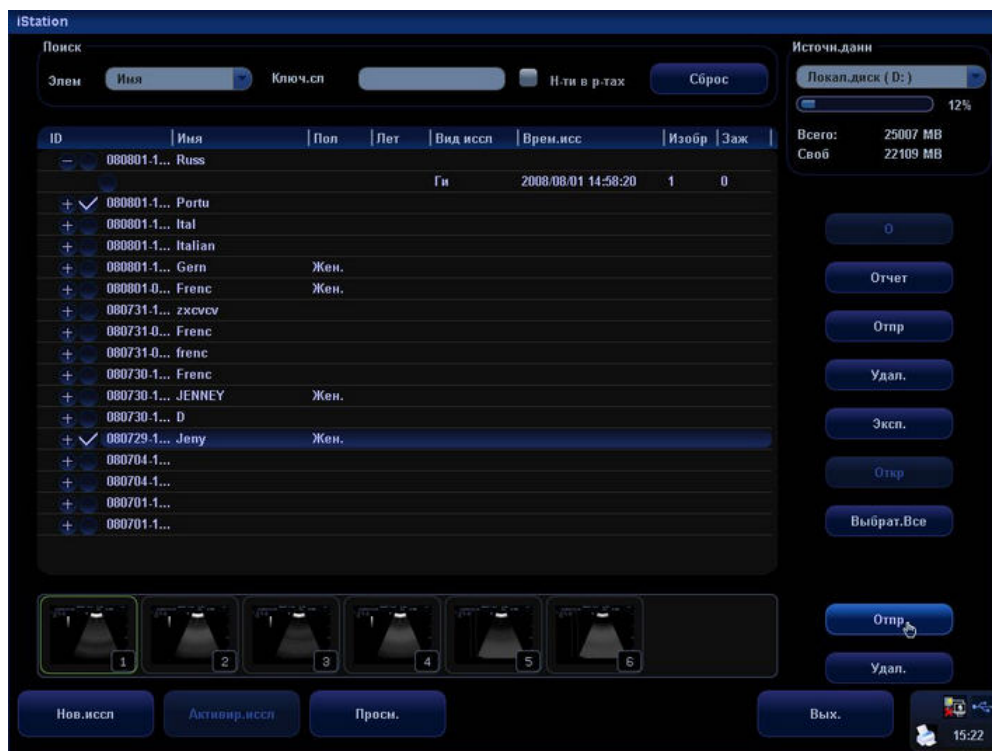 iStation
Поиск
Элем Имя Ключ.сл Н-ти в р-тах Сброс
Источн.данн
Локал.диск ( D: )
12%
Всего: 25007 MB
Своб 22109 MB
ID Имя Пол Лет Вид иссл Врем.исс Изобр Заж
080801-1... Russ
Ги 2008/08/01 14:58:20 1 0
080801-1... Portu
080801-1... Ital
080801-1... Italian
080801-1... Gern Жен.
080801-0... Frenc Жен.
080731-1... zxcvcv
080731-0... Frenc
080731-0... frenc
080730-1... Frenc
080730-1... JENNEY Жен.
080730-1... D
080729-1... Jeny Жен.
080704-1...
080704-1...
080701-1...
080701-1...
О
Отчет
Отпр
Удал.
Эксп.
Откр
Выбрат.Все
1 2 3 4 5 6
Отпр.
Удал.
Нов.иссл Активир.иссл Просм. Вых.
15:22